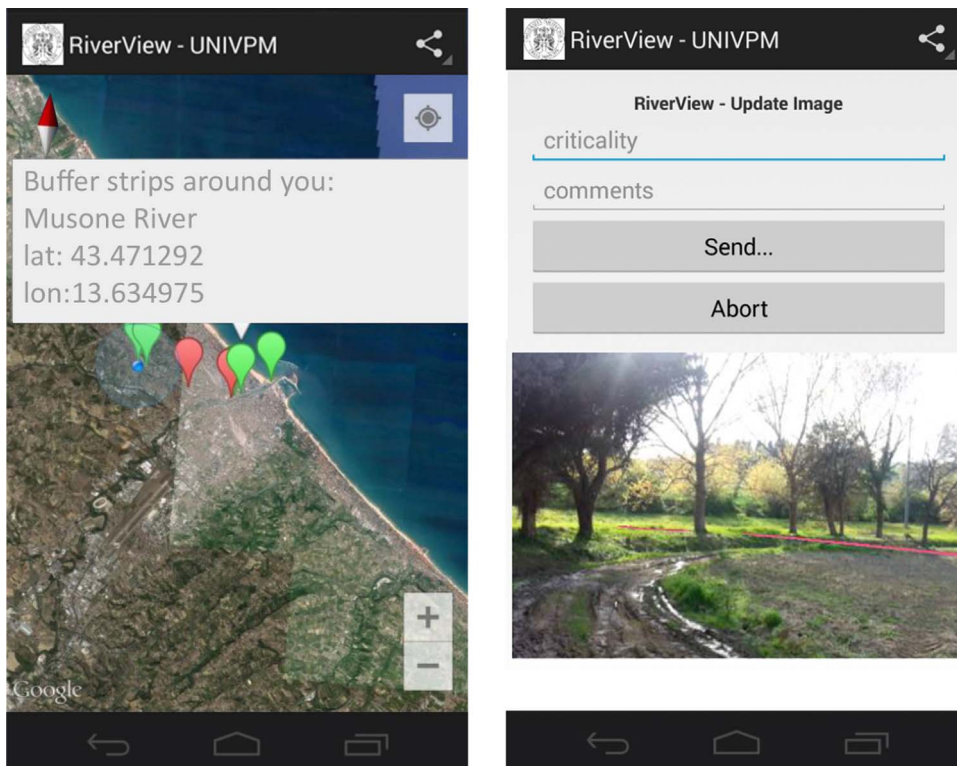 RiverView - UNIVPM
Buffer strips around you:
Musone River
lat: 43.471292
lon:13.634975
+
−
Google
RiverView - UNIVPM
RiverView - Update Image
criticality
comments
Send...
Abort